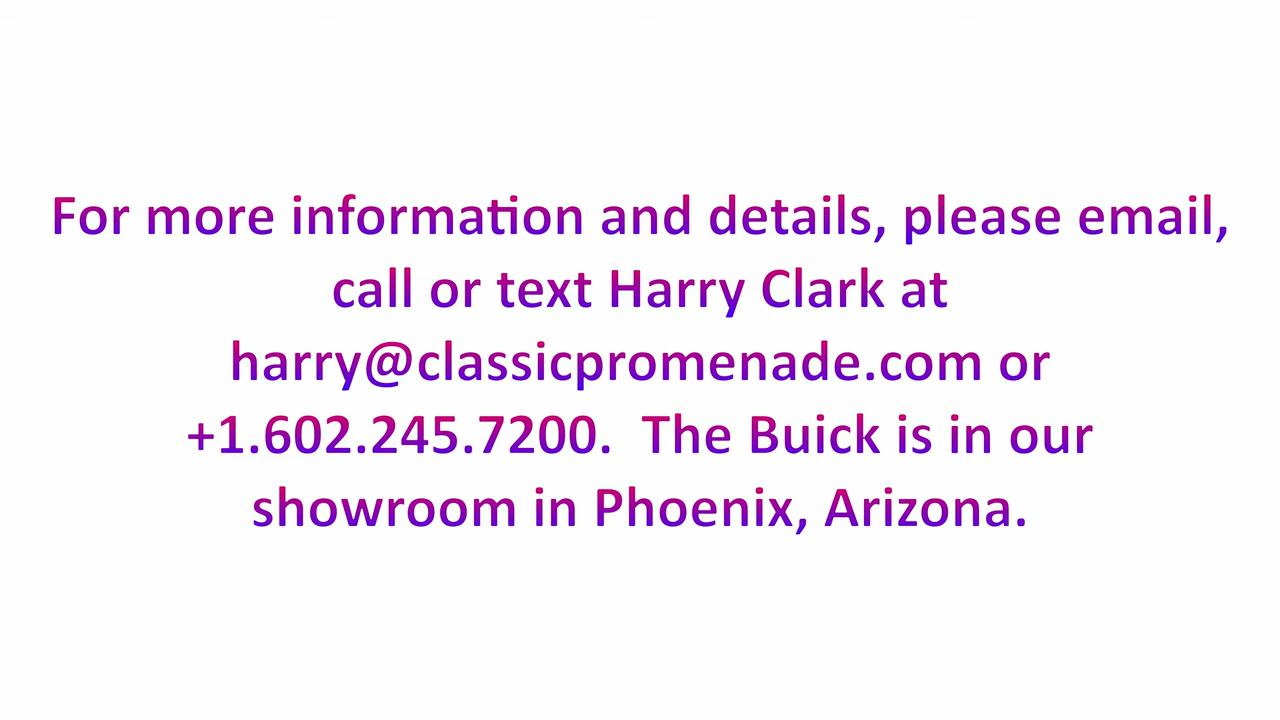 For more information and details, please email,
call or text Harry Clark at
harry@classicpromenade.com or
+1.602.245.7200.  The Buick is in our
showroom in Phoenix, Arizona.